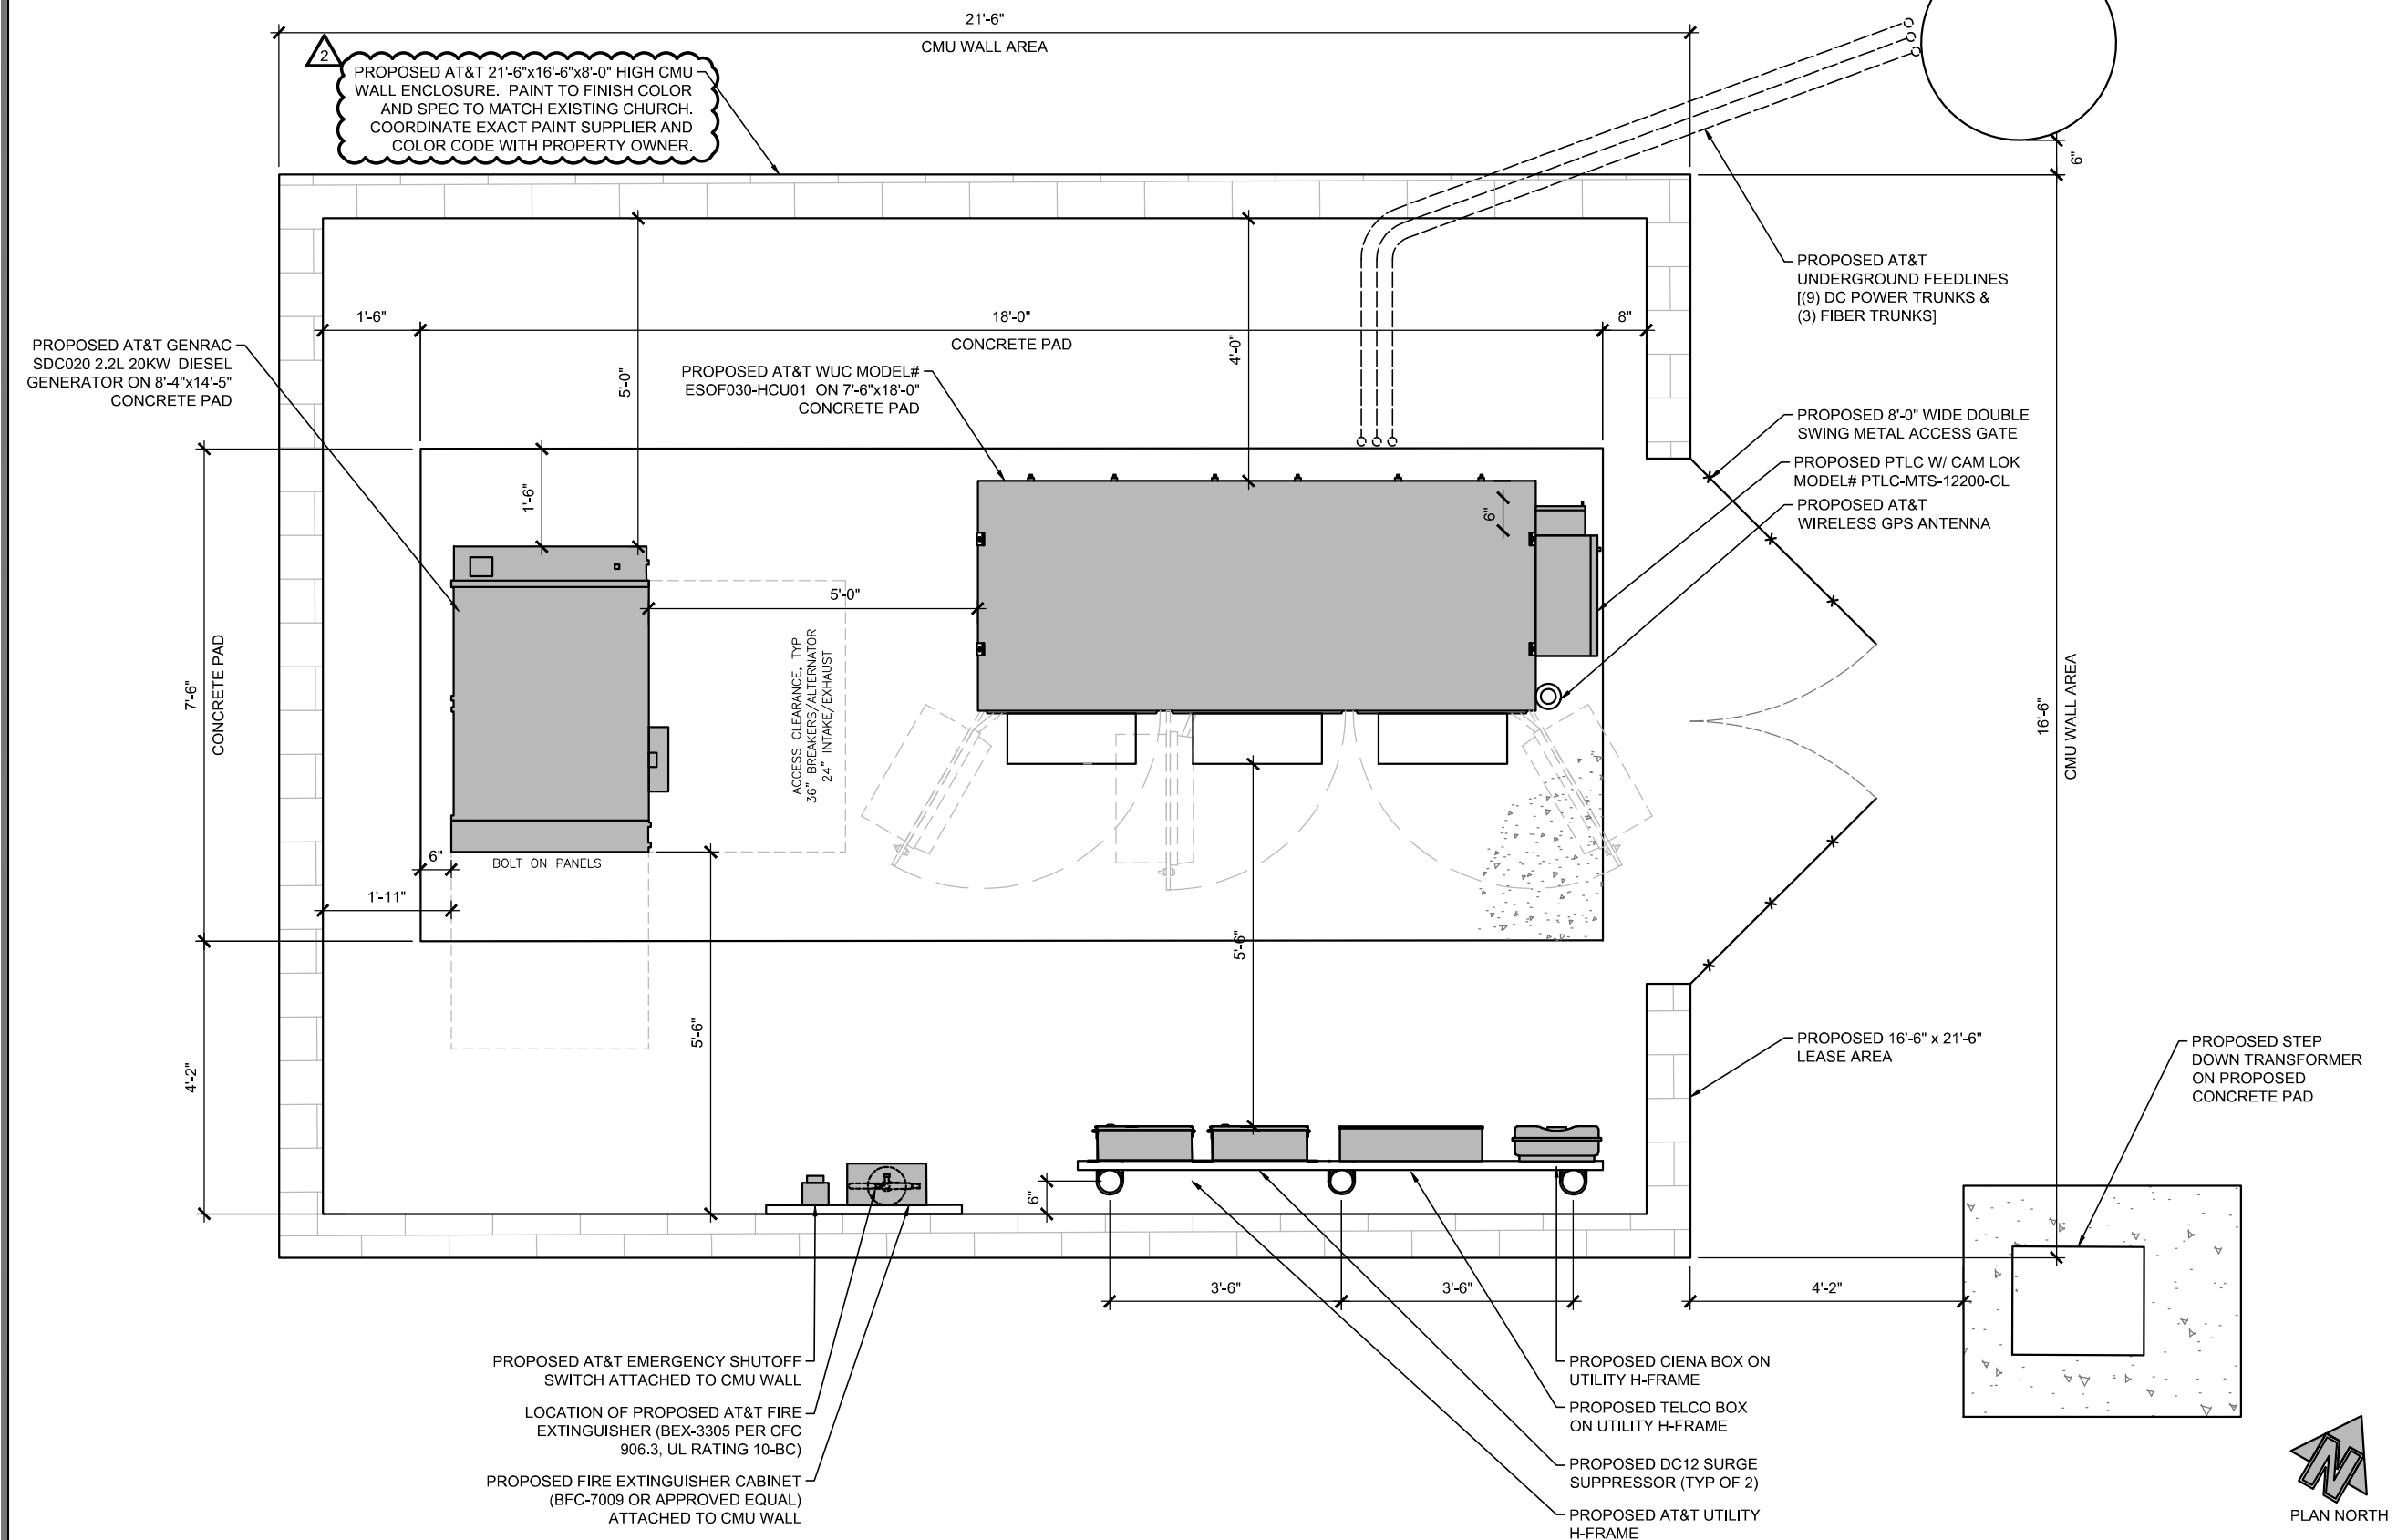 21'-6"
CMU WALL AREA
2
PROPOSED AT&T 21'-6"x16'-6"x8'-0" HIGH CMU
WALL ENCLOSURE. PAINT TO FINISH COLOR
AND SPEC TO MATCH EXISTING CHURCH.
COORDINATE EXACT PAINT SUPPLIER AND
COLOR CODE WITH PROPERTY OWNER.
6"
PROPOSED AT&T
UNDERGROUND FEEDLINES
[(9) DC POWER TRUNKS &
(3) FIBER TRUNKS]
1'-6"
18'-0"
CONCRETE PAD
8"
5'-0"
4'-0"
PROPOSED AT&T GENRAC
SDC020 2.2L 20KW DIESEL
GENERATOR ON 8'-4"x14'-5"
CONCRETE PAD
PROPOSED AT&T WUC MODEL#
ESOF030-HCU01 ON 7'-6"x18'-0"
CONCRETE PAD
PROPOSED 8'-0" WIDE DOUBLE
SWING METAL ACCESS GATE
PROPOSED PTLC W/ CAM LOK
MODEL# PTLC-MTS-12200-CL
PROPOSED AT&T
WIRELESS GPS ANTENNA
1'-6"
6"
5'-0"
ACCESS CLEARANCE, TYP
36" BREAKERS/ALTERNATOR
24" INTAKE/EXHAUST
7'-6"
CONCRETE PAD
16'-6"
CMU WALL AREA
6"
BOLT ON PANELS
1'-11"
5'-6"
5'-6"
4'-2"
PROPOSED 16'-6" x 21'-6"
LEASE AREA
PROPOSED STEP
DOWN TRANSFORMER
ON PROPOSED
CONCRETE PAD
6"
3'-6"
3'-6"
4'-2"
PROPOSED AT&T EMERGENCY SHUTOFF
SWITCH ATTACHED TO CMU WALL
LOCATION OF PROPOSED AT&T FIRE
EXTINGUISHER (BEX-3305 PER CFC
906.3, UL RATING 10-BC)
PROPOSED FIRE EXTINGUISHER CABINET
(BFC-7009 OR APPROVED EQUAL)
ATTACHED TO CMU WALL
PROPOSED CIENA BOX ON
UTILITY H-FRAME
PROPOSED TELCO BOX
ON UTILITY H-FRAME
PROPOSED DC12 SURGE
SUPPRESSOR (TYP OF 2)
PROPOSED AT&T UTILITY
H-FRAME
N
PLAN NORTH